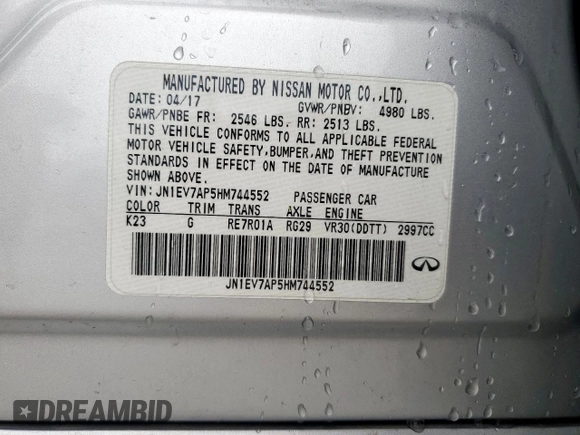 MANUFACTURED BY NISSAN MOTOR CO.,LTD.
DATE: 04/17 GVWR/PNBV: 4980 LBS.
GAWR/PNBE FR: 2546 LBS. RR: 2513 LBS.
THIS VEHICLE CONFORMS TO ALL APPLICABLE FEDERAL
MOTOR VEHICLE SAFETY,BUMPER,AND THEFT PREVENTION
STANDARDS IN EFFECT ON THE DATE OF MANUFACTURE
SHOWN ABOVE.
VIN: JN1EV7AP5HM744552 PASSENGER CAR
COLOR TRIM TRANS AXLE ENGINE
K23 G RE7R01A RG29 VR30(DDTT) 2997CC
JN1EV7AP5HM744552
DREAMBID